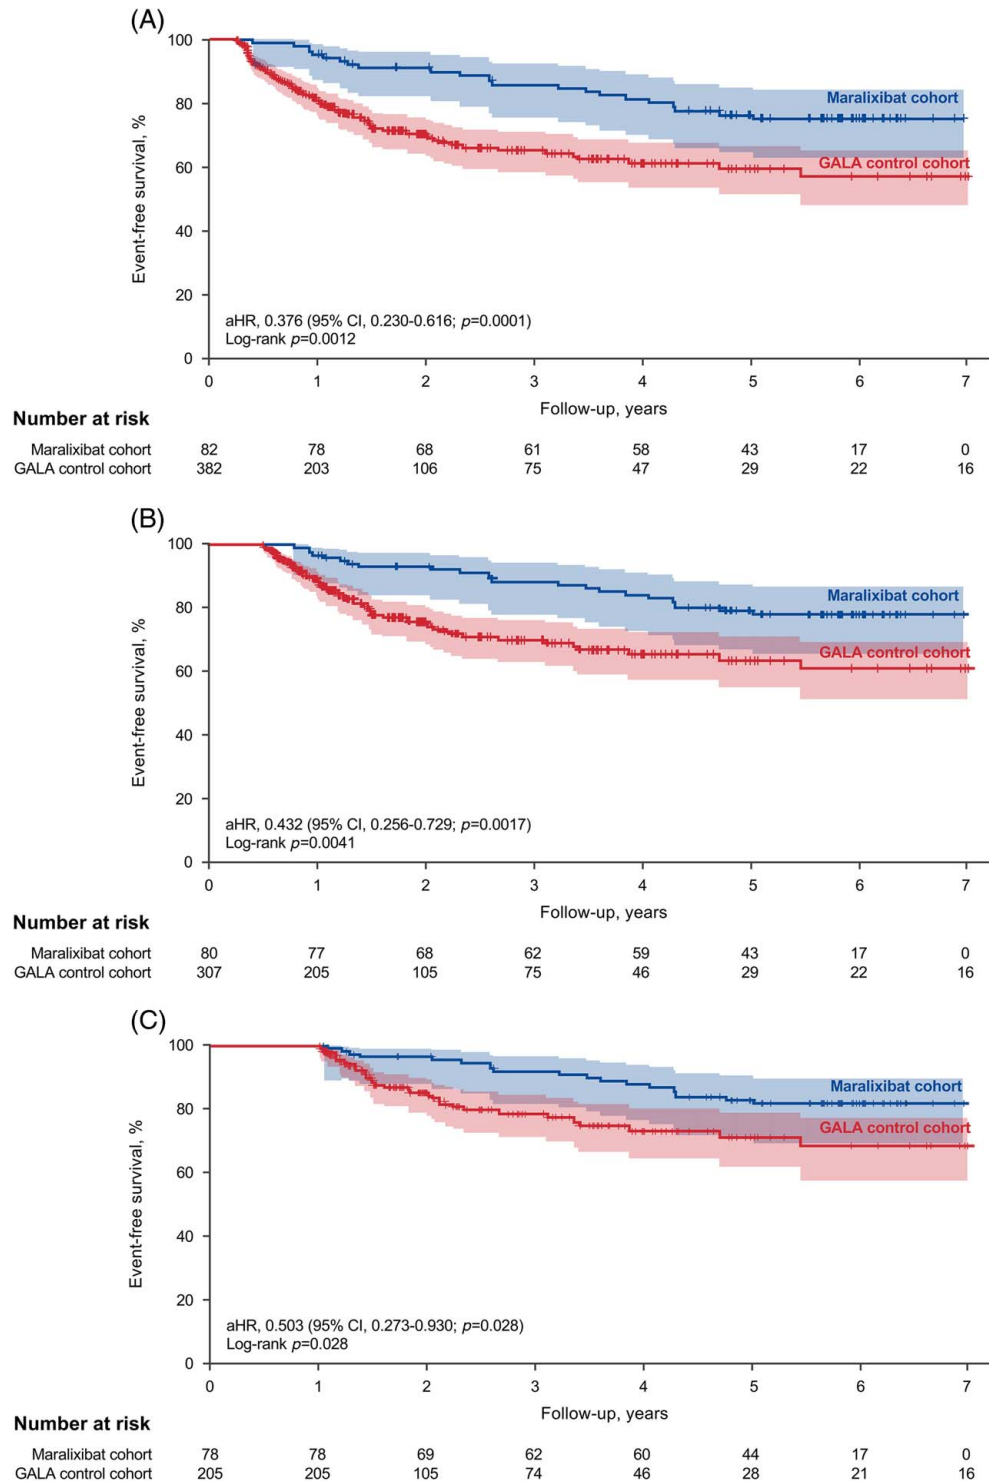 (A)
100
80
60
40
20
0
Event-free survival, %
Maralixibat cohort
GALA control cohort
aHR, 0.376 (95% CI, 0.230-0.616; p=0.0001)
Log-rank p=0.0012
0 1 2 3 4 5 6 7
Follow-up, years
Number at risk
Maralixibat cohort 82 78 68 61 58 43 17 0
GALA control cohort 382 203 106 75 47 29 22 16
(B)
100
80
60
40
20
0
Event-free survival, %
Maralixibat cohort
GALA control cohort
aHR, 0.432 (95% CI, 0.256-0.729; p=0.0017)
Log-rank p=0.0041
0 1 2 3 4 5 6 7
Follow-up, years
Number at risk
Maralixibat cohort 80 77 68 62 59 43 17 0
GALA control cohort 307 205 105 75 46 29 22 16
(C)
100
80
60
40
20
0
Event-free survival, %
Maralixibat cohort
GALA control cohort
aHR, 0.503 (95% CI, 0.273-0.930; p=0.028)
Log-rank p=0.028
0 1 2 3 4 5 6 7
Follow-up, years
Number at risk
Maralixibat cohort 78 78 69 62 60 44 17 0
GALA control cohort 205 205 105 74 46 28 21 16